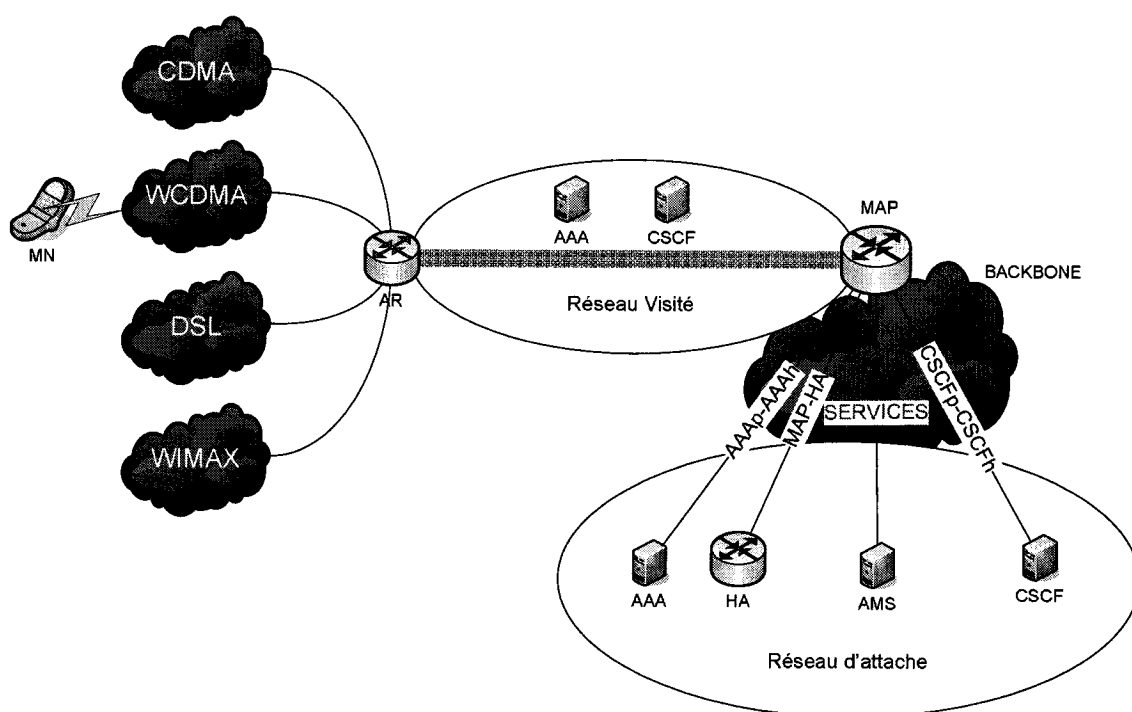 CDMA
WCDMA
MN
DSL
WIMAX
AR
AAA
CSCF
Réseau Visité
MAP
BACKBONE
AAAp-AAAh
MAP-HA
SERVICES
CSCFp-CSCFh
AAA
HA
AMS
CSCF
Réseau d'attache